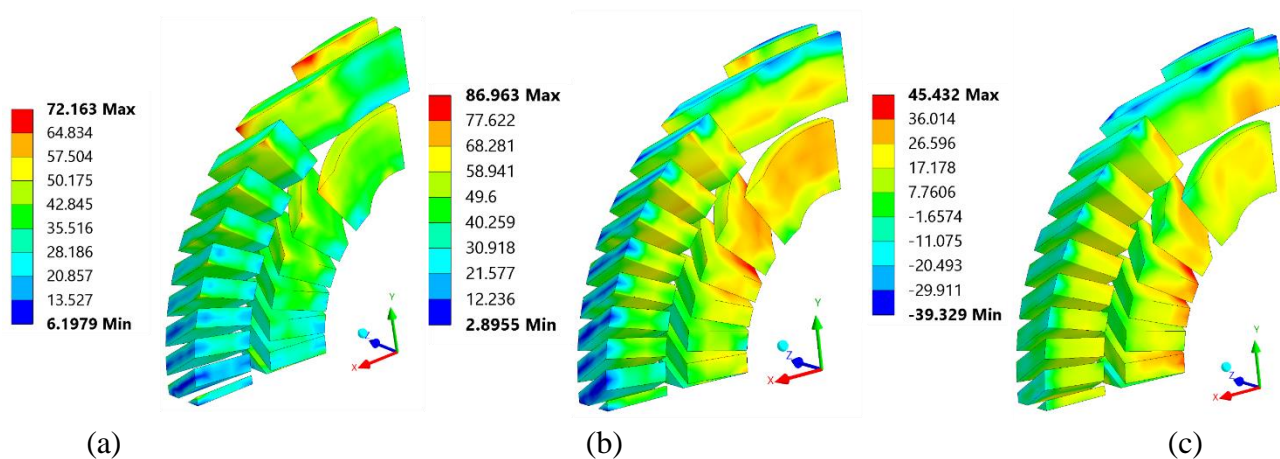 72.163 Max
64.834
57.504
50.175
42.845
35.516
28.186
20.857
13.527
6.1979 Min
Y
Z
X
(a)
86.963 Max
77.622
68.281
58.941
49.6
40.259
30.918
21.577
12.236
2.8955 Min
Y
Z
X
(b)
45.432 Max
36.014
26.596
17.178
7.7606
-1.6574
-11.075
-20.493
-29.911
-39.329 Min
Y
Z
X
(c)